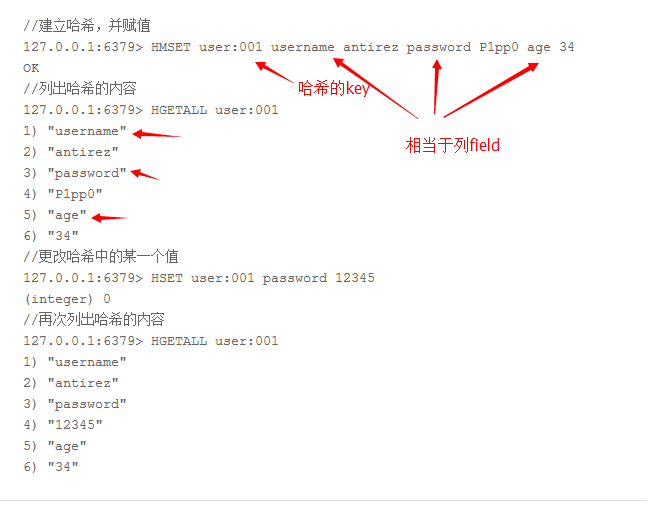 //建立哈希，并赋值
127.0.0.1:6379> HMSET user:001 username antirez password P1pp0 age 34
OK
哈希的key
//列出哈希的内容
127.0.0.1:6379> HGETALL user:001
1) "username"
相当于列field
2) "antirez"
3) "password"
4) "P1pp0"
5) "age"
6) "34"
//更改哈希中的某一个值
127.0.0.1:6379> HSET user:001 password 12345
(integer) 0
//再次列出哈希的内容
127.0.0.1:6379> HGETALL user:001
1) "username"
2) "antirez"
3) "password"
4) "12345"
5) "age"
6) "34"